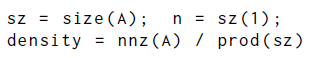 sz = size(A);  n = sz(1);
density = nnz(A) / prod(sz)